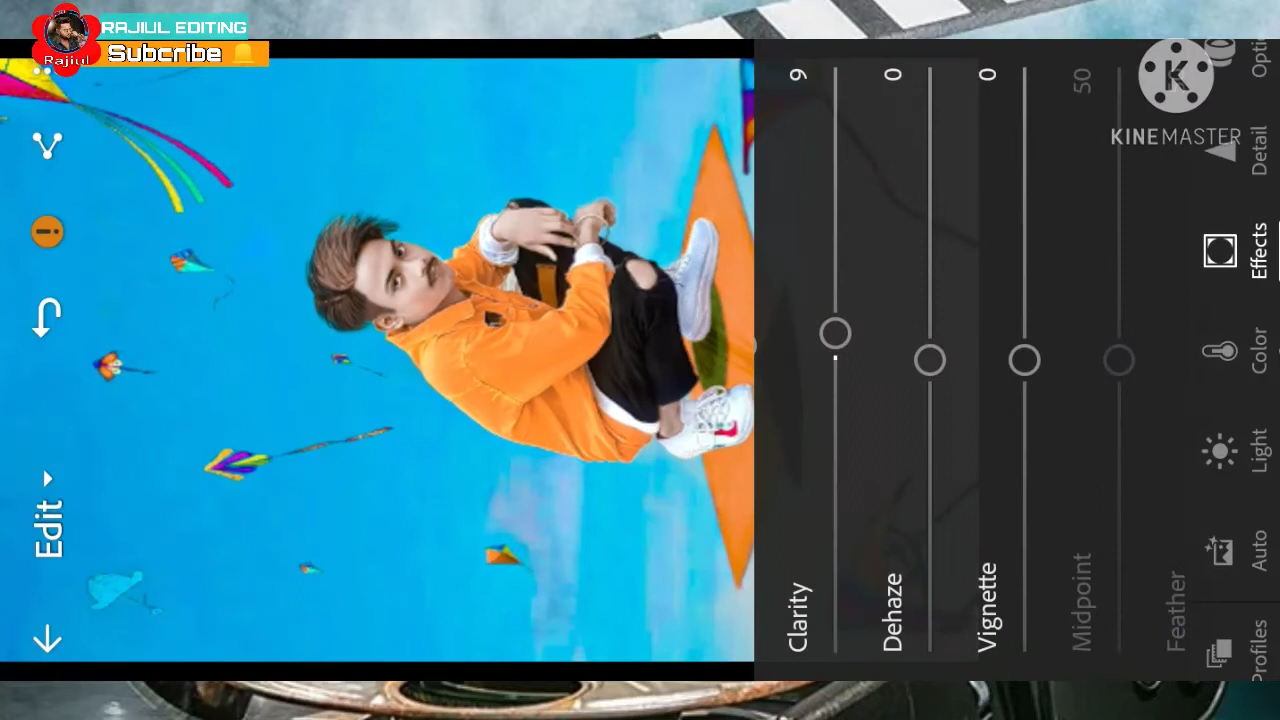 RAJIUL EDITING
Subcribe
Rajiul
KINEMASTER
Edit
Clarity 9
Dehaze 0
Vignette 0
Midpoint 50
Feather
Profiles
Auto
Light
Color
Effects
Detail